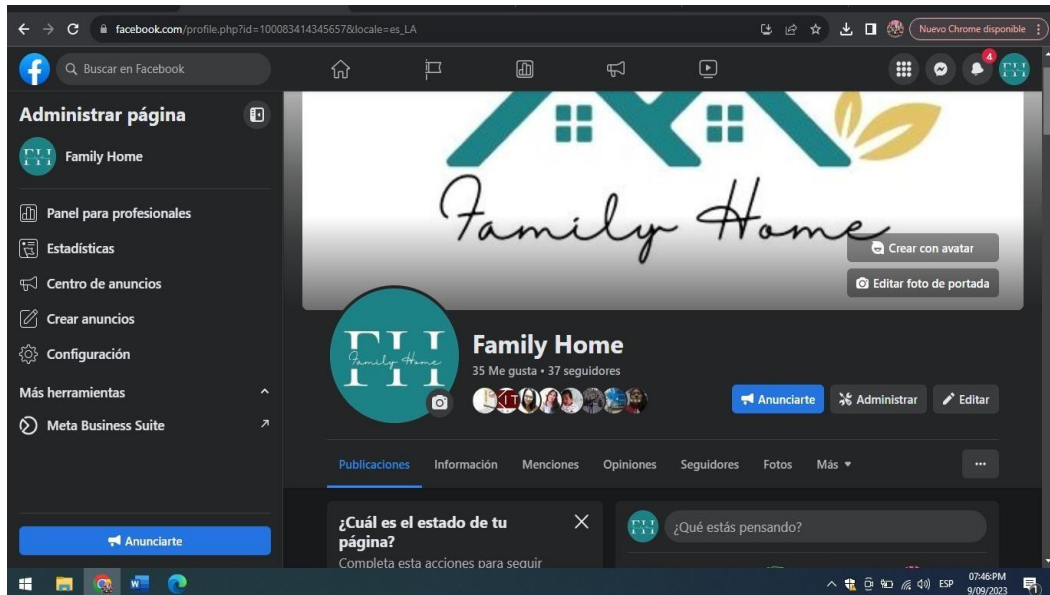 facebook.com/profile.php?id=100083414345657&locale=es_LA
Nuevo Chrome disponible
Buscar en Facebook
4
FH
Administrar página
FH
Family Home
Panel para profesionales
Estadísticas
Centro de anuncios
Crear anuncios
Configuración
Más herramientas
Meta Business Suite
Anunciarte
Family Home
Crear con avatar
Editar foto de portada
FH
Family Home
Family Home
35 Me gusta • 37 seguidores
Anunciarte
Administrar
Editar
Publicaciones Información Menciones Opiniones Seguidores Fotos Más
¿Cuál es el estado de tu
página?
Completa esta acciones para seguir
FH
¿Qué estás pensando?
ESP
07:46PM
9/09/2023